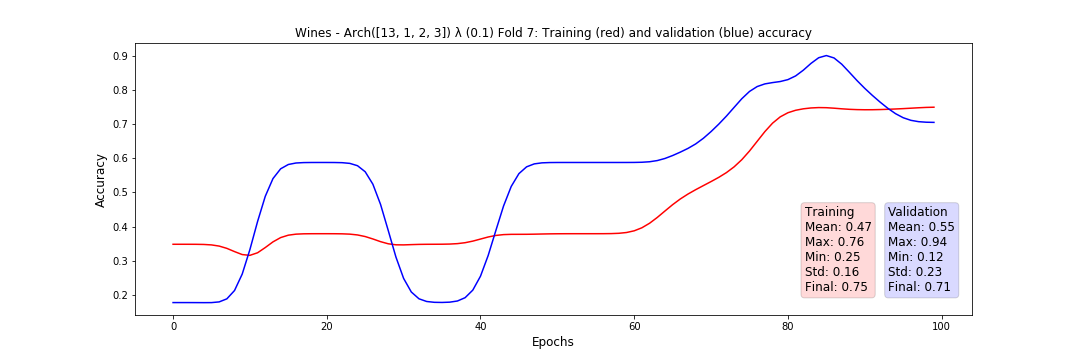 Wines - Arch([13, 1, 2, 3]) λ (0.1) Fold 7: Training (red) and validation (blue) accuracy
Accuracy
0.9
0.8
0.7
0.6
0.5
0.4
0.3
0.2
Training
Mean: 0.47
Max: 0.76
Min: 0.25
Std: 0.16
Final: 0.75
Validation
Mean: 0.55
Max: 0.94
Min: 0.12
Std: 0.23
Final: 0.71
0 20 40 60 80 100
Epochs